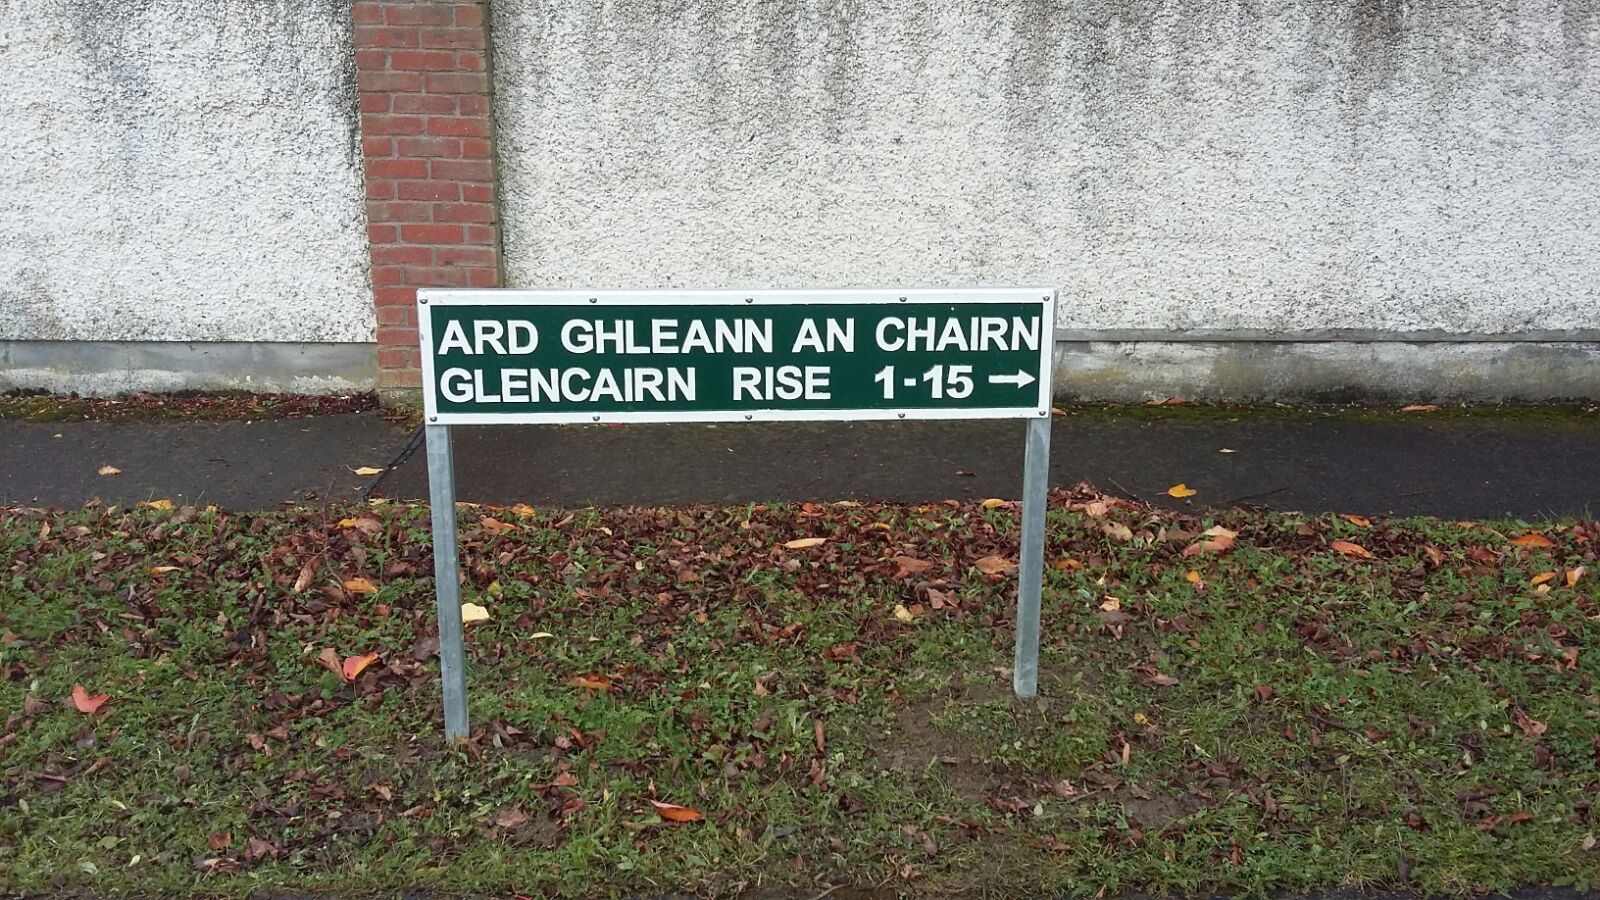 ARD GHLEANN AN CHAIRN
GLENCAIRN RISE 1-15 →